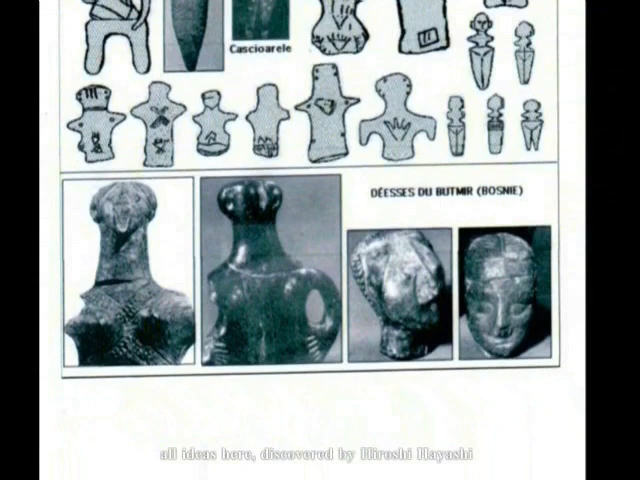 Cascioarele
DÉESSES DU BUTMIR (BOSNIE)
all ideas here, discovered by Hiroshi Hayashi